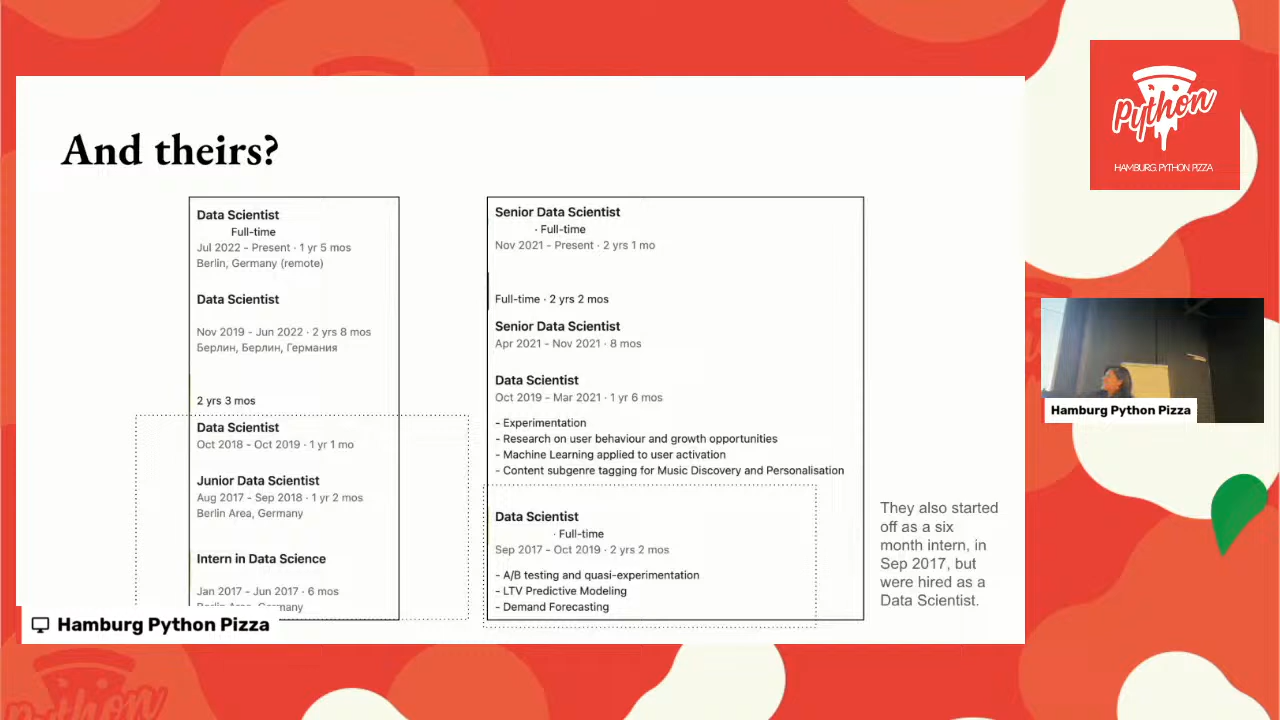 And theirs?
Data Scientist
Full-time
Jul 2022 - Present · 1 yr 5 mos
Berlin, Germany (remote)
Data Scientist
Nov 2019 - Jun 2022 · 2 yrs 8 mos
Берлин, Берлин, Германия
2 yrs 3 mos
Data Scientist
Oct 2018 - Oct 2019 · 1 yr 1 mo
Junior Data Scientist
Aug 2017 - Sep 2018 · 1 yr 2 mos
Berlin Area, Germany
Intern in Data Science
Jan 2017 - Jun 2017 · 6 mos
Berlin Area, Germany
Senior Data Scientist
· Full-time
Nov 2021 - Present · 2 yrs 1 mo
Full-time · 2 yrs 2 mos
Senior Data Scientist
Apr 2021 - Nov 2021 · 8 mos
Data Scientist
Oct 2019 - Mar 2021 · 1 yr 6 mos
- Experimentation
- Research on user behaviour and growth opportunities
- Machine Learning applied to user activation
- Content subgenre tagging for Music Discovery and Personalisation
Data Scientist
· Full-time
Sep 2017 - Oct 2019 · 2 yrs 2 mos
- A/B testing and quasi-experimentation
- LTV Predictive Modeling
- Demand Forecasting
They also started
off as a six
month intern, in
Sep 2017, but
were hired as a
Data Scientist.
Hamburg Python Pizza
Python
HAMBURG PYTHON PIZZA
Hamburg Python Pizza